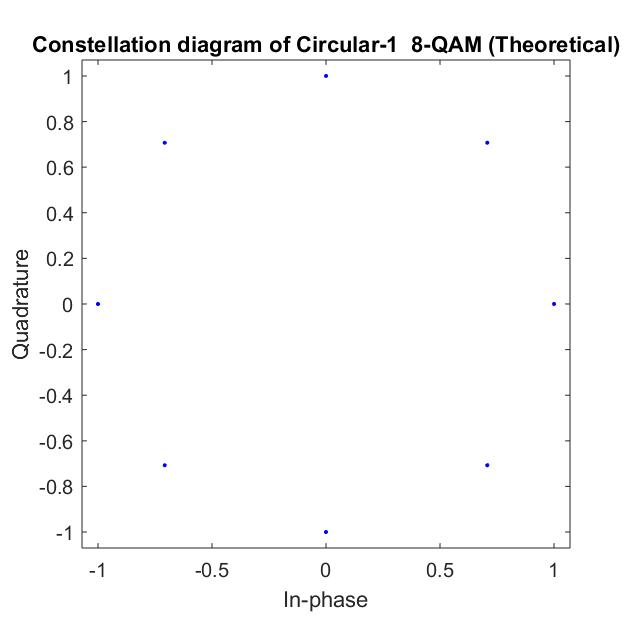 Constellation diagram of Circular-1  8-QAM (Theoretical)
1
0.8
0.6
0.4
0.2
0
-0.2
-0.4
-0.6
-0.8
-1
Quadrature
-1 -0.5 0 0.5 1
In-phase